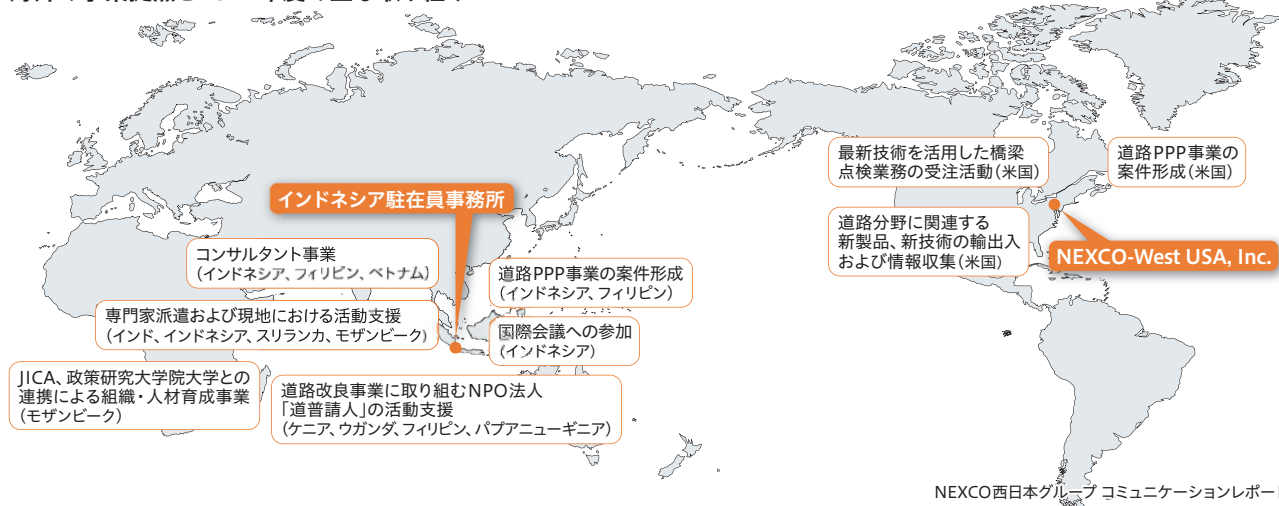 インドネシア駐在員事務所
コンサルタント事業
(インドネシア、フィリピン、ベトナム)
専門家派遣および現地における活動支援
(インド、インドネシア、スリランカ、モザンビーク)
JICA、政策研究大学院大学との
連携による組織・人材育成事業
(モザンビーク)
道路改良事業に取り組むNPO法人
「道普請人」の活動支援
(ケニア、ウガンダ、フィリピン、パプアニューギニア)
道路PPP事業の案件形成
(インドネシア、フィリピン)
国際会議への参加
(インドネシア)
最新技術を活用した橋梁
点検業務の受注活動(米国)
道路PPP事業の
案件形成(米国)
道路分野に関連する
新製品、新技術の輸出入
および情報収集(米国)
NEXCO-West USA, Inc.
NEXCO西日本グループ コミュニケーションレポート